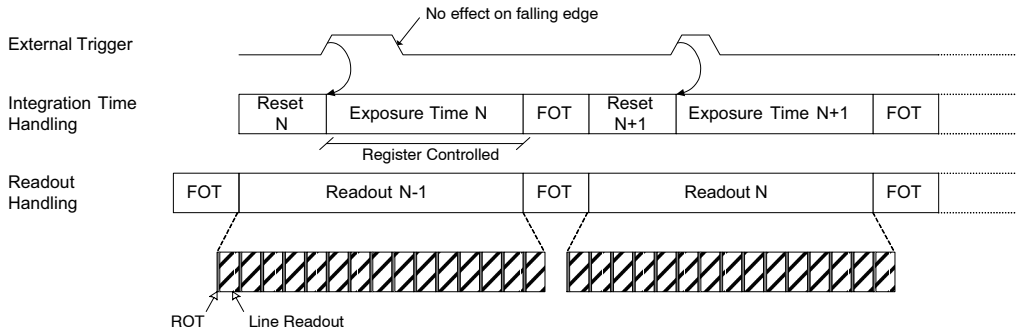 No effect on falling edge
External Trigger
Integration Time
Handling
Reset
N
Exposure Time N
FOT
Reset
N+1
Exposure Time N+1
FOT
Register Controlled
Readout
Handling
FOT
Readout N-1
FOT
Readout N
FOT
ROT
Line Readout